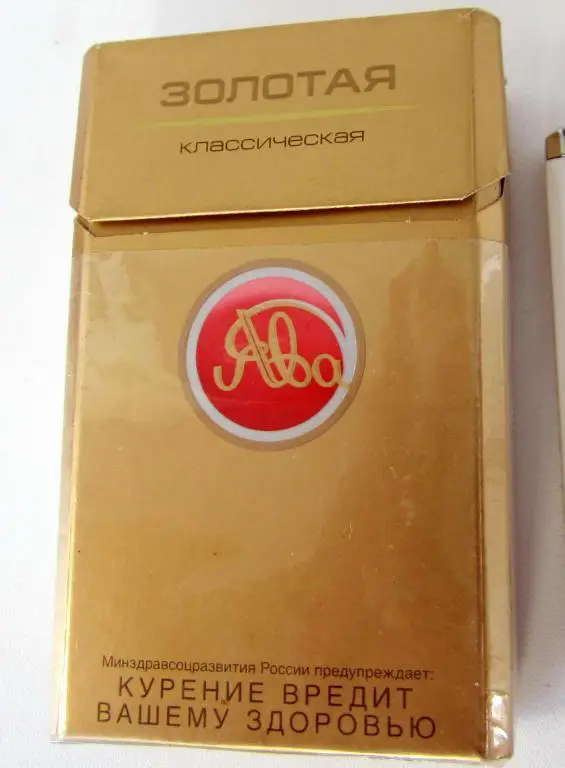 ЗОЛОТАЯ
КЛАССИЧЕСКАЯ
Ява
Минздравсоцразвития России предупреждает:
КУРЕНИЕ ВРЕДИТ
ВАШЕМУ ЗДОРОВЬЮ